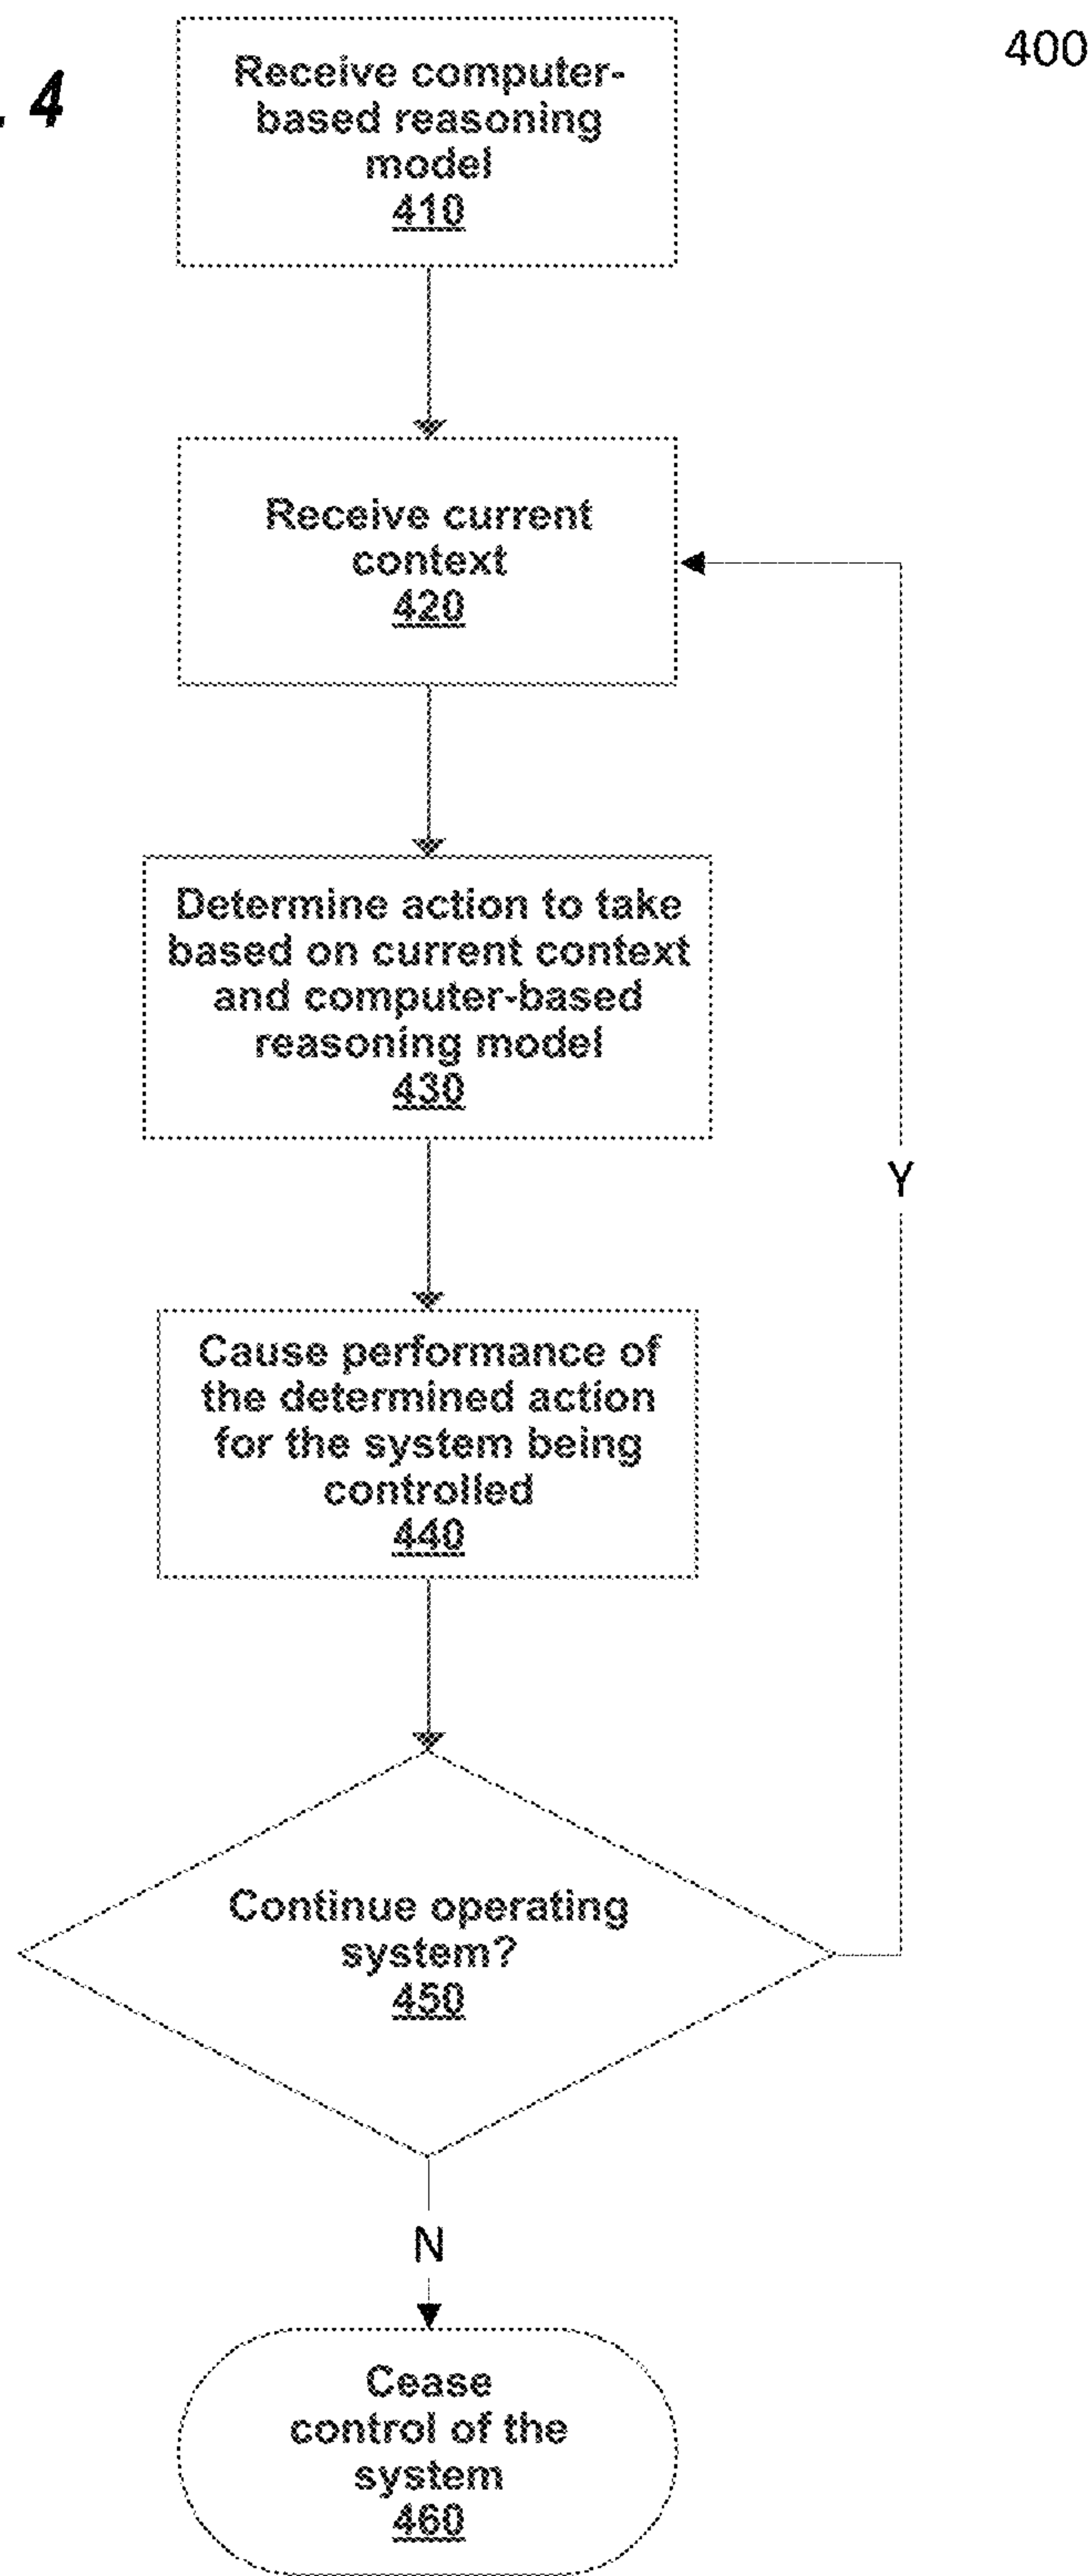 . 4
400
Receive computer-
based reasoning
model
410
Receive current
context
420
Determine action to take
based on current context
and computer-based
reasoning model
430
Y
Cause performance of
the determined action
for the system being
controlled
440
Continue operating
system?
450
N
Cease
control of the
system
460